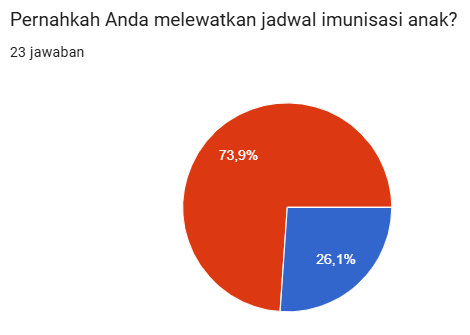 Pernahkah Anda melewatkan jadwal imunisasi anak?
23 jawaban
73,9%
26,1%